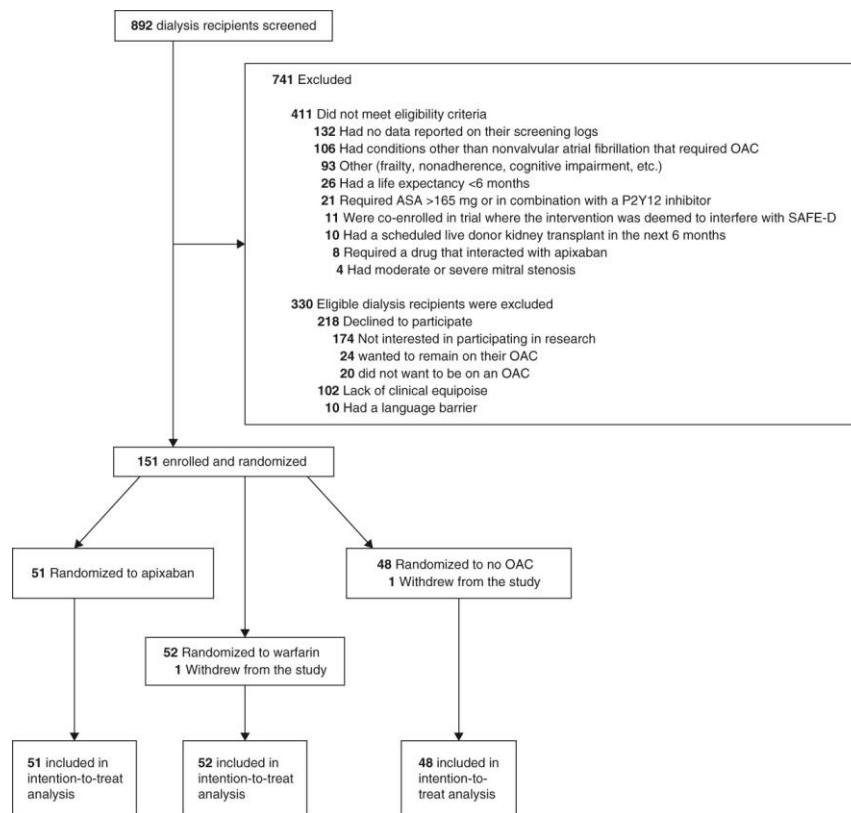 892 dialysis recipients screened
741 Excluded
411 Did not meet eligibility criteria
132 Had no data reported on their screening logs
106 Had conditions other than nonvalvular atrial fibrillation that required OAC
93 Other (frailty, nonadherence, cognitive impairment, etc.)
26 Had a life expectancy <6 months
21 Required ASA >165 mg or in combination with a P2Y12 inhibitor
11 Were co-enrolled in trial where the intervention was deemed to interfere with SAFE-D
10 Had a scheduled live donor kidney transplant in the next 6 months
8 Required a drug that interacted with apixaban
4 Had moderate or severe mitral stenosis
330 Eligible dialysis recipients were excluded
218 Declined to participate
174 Not interested in participating in research
24 wanted to remain on their OAC
20 did not want to be on an OAC
102 Lack of clinical equipoise
10 Had a language barrier
151 enrolled and randomized
51 Randomized to apixaban
48 Randomized to no OAC
1 Withdrew from the study
52 Randomized to warfarin
1 Withdrew from the study
51 included in
intention-to-treat
analysis
52 included in
intention-to-treat
analysis
48 included in
intention-to-
treat analysis